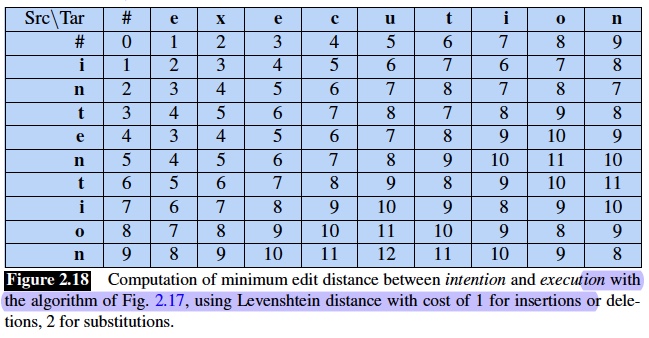 Src\Tar # e x e c u t i o n
# 0 1 2 3 4 5 6 7 8 9
i 1 2 3 4 5 6 7 6 7 8
n 2 3 4 5 6 7 8 7 8 7
t 3 4 5 6 7 8 7 8 9 8
e 4 3 4 5 6 7 8 9 10 9
n 5 4 5 6 7 8 9 10 11 10
t 6 5 6 7 8 9 8 9 10 11
i 7 6 7 8 9 10 9 8 9 10
o 8 7 8 9 10 11 10 9 8 9
n 9 8 9 10 11 12 11 10 9 8
Figure 2.18 Computation of minimum edit distance between intention and execution with
the algorithm of Fig. 2.17, using Levenshtein distance with cost of 1 for insertions or dele-
tions, 2 for substitutions.